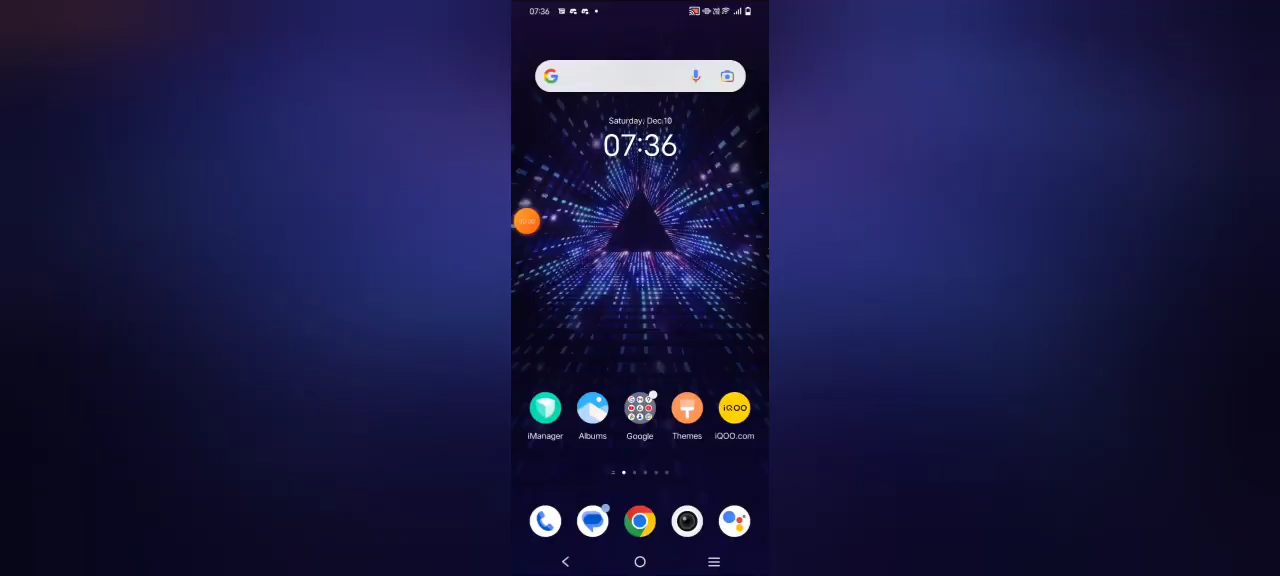 07:36
Saturday, Dec 10
07:36
iManager
Albums
Google
Themes
iQOO
iQOO.com